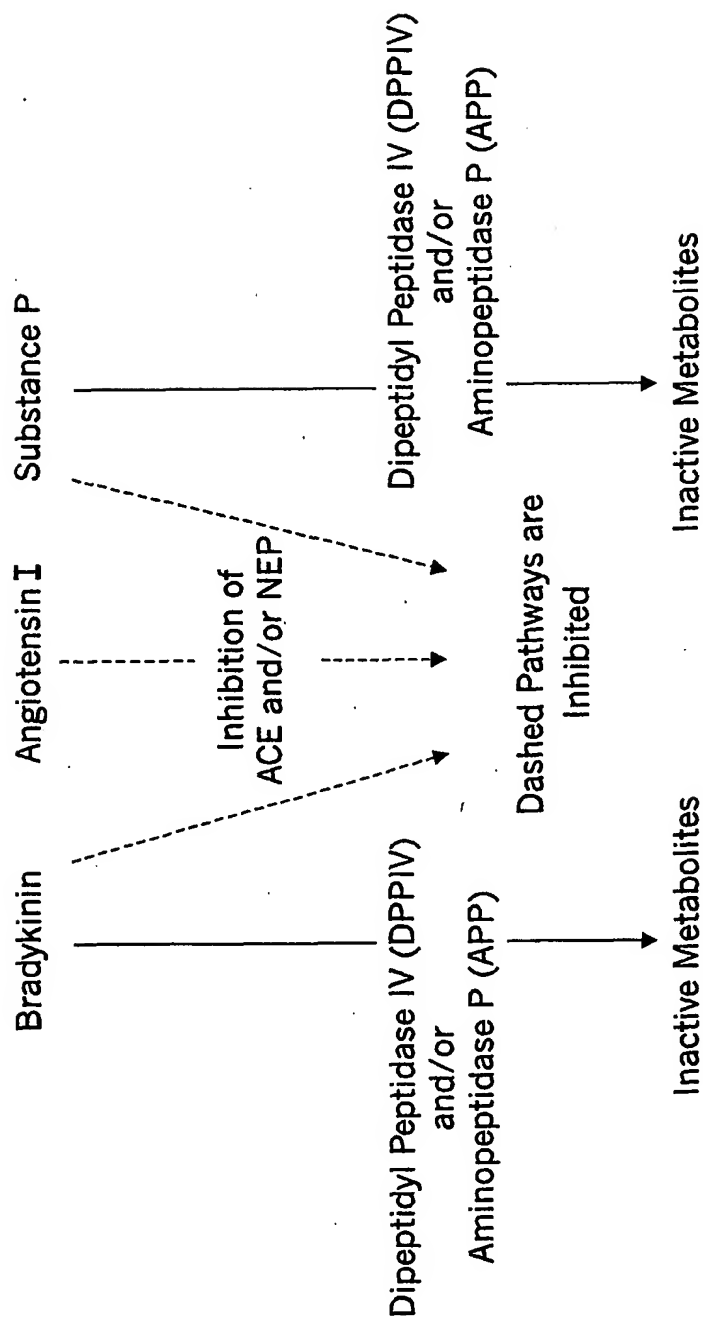 Bradykinin
Angiotensin I
Substance P
Inhibition of
ACE and/or NEP
Dipeptidyl Peptidase IV (DPPIV)
and/or
Aminopeptidase P (APP)
Dashed Pathways are
Inhibited
Dipeptidyl Peptidase IV (DPPIV)
and/or
Aminopeptidase P (APP)
Inactive Metabolites
Inactive Metabolites